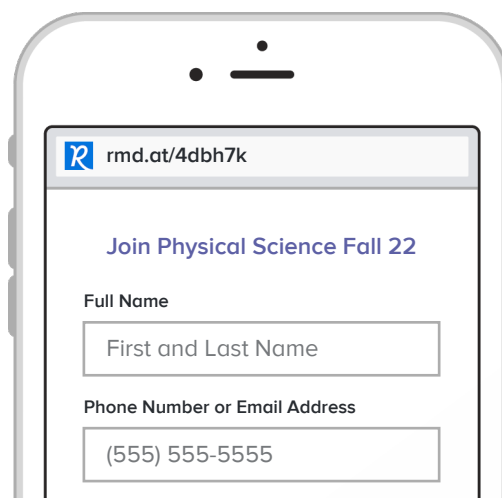 rmd.at/4dbh7k
Join Physical Science Fall 22
Full Name
First and Last Name
Phone Number or Email Address
(555) 555-5555